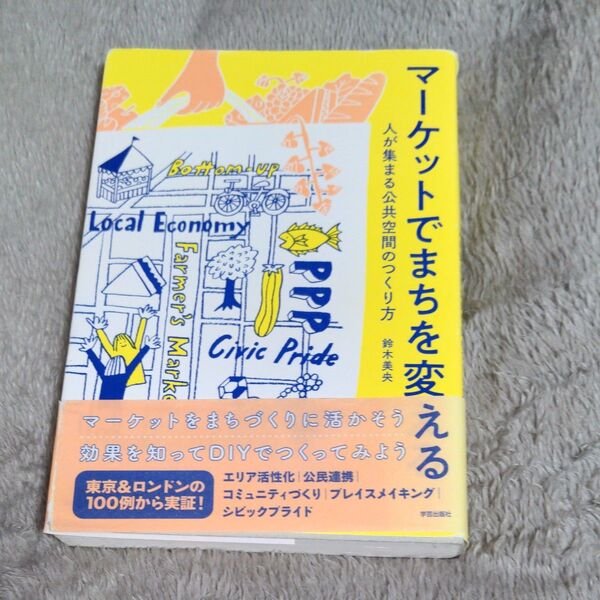 マーケットでまちを変える
人が集まる公共空間のつくり方
鈴木美央
Bottom-up
Local Economy
Farmer's Marke
PPP
Civic Pride
マーケットをまちづくりに活かそう
効果を知ってDIYでつくってみよう
東京&ロンドンの
100例から実証!
エリア活性化|公民連携|
コミュニティづくり|プレイスメイキング|
シビックプライド
学芸出版社